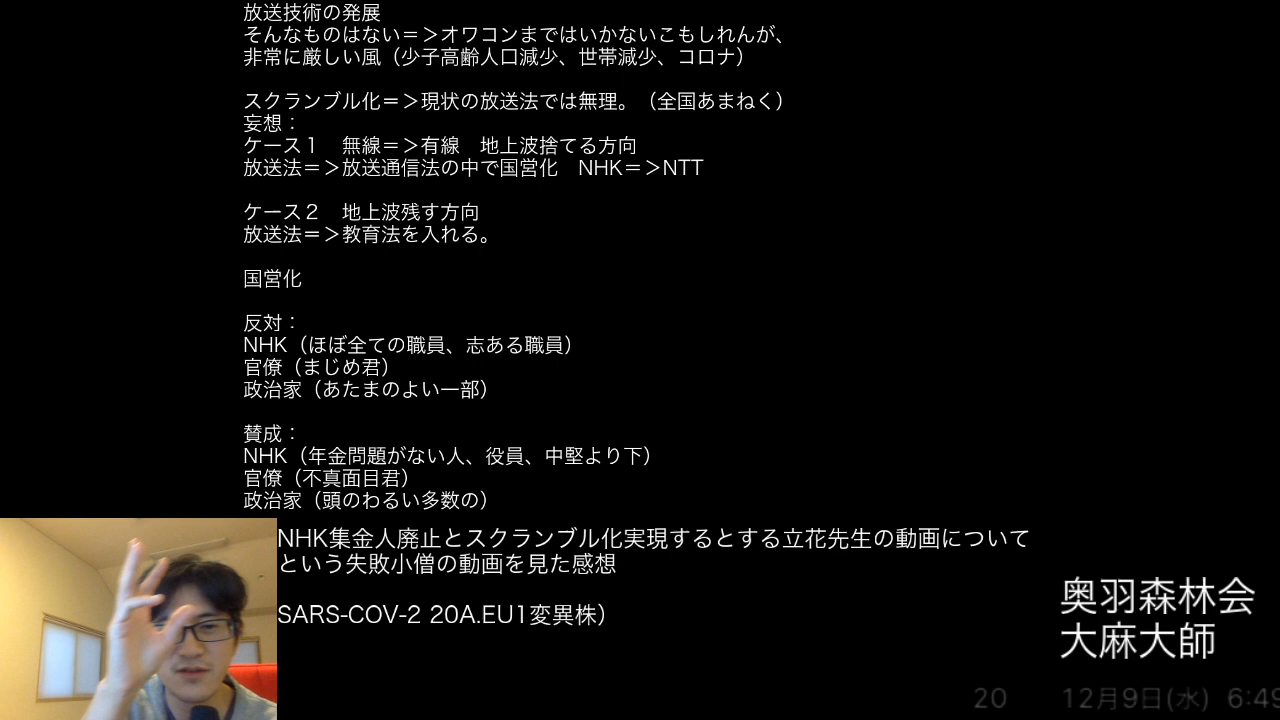 放送技術の発展
そんなものはない＝＞オワコンまではいかないこもしれんが、
非常に厳しい風（少子高齢人口減少、世帯減少、コロナ）
スクランブル化＝＞現状の放送法では無理。（全国あまねく）
妄想：
ケース１　無線＝＞有線　地上波捨てる方向
放送法＝＞放送通信法の中で国営化　NHK＝＞NTT
ケース２　地上波残す方向
放送法＝＞教育法を入れる。
国営化
反対：
NHK（ほぼ全ての職員、志ある職員）
官僚（まじめ君）
政治家（あたまのよい一部）
賛成：
NHK（年金問題がない人、役員、中堅より下）
官僚（不真面目君）
政治家（頭のわるい多数の）
NHK集金人廃止とスクランブル化実現するとする立花先生の動画について
という失敗小僧の動画を見た感想
SARS-COV-2 20A.EU1変異株）
奥羽森林会
大麻大師
20　　12月9日(水)　6:49